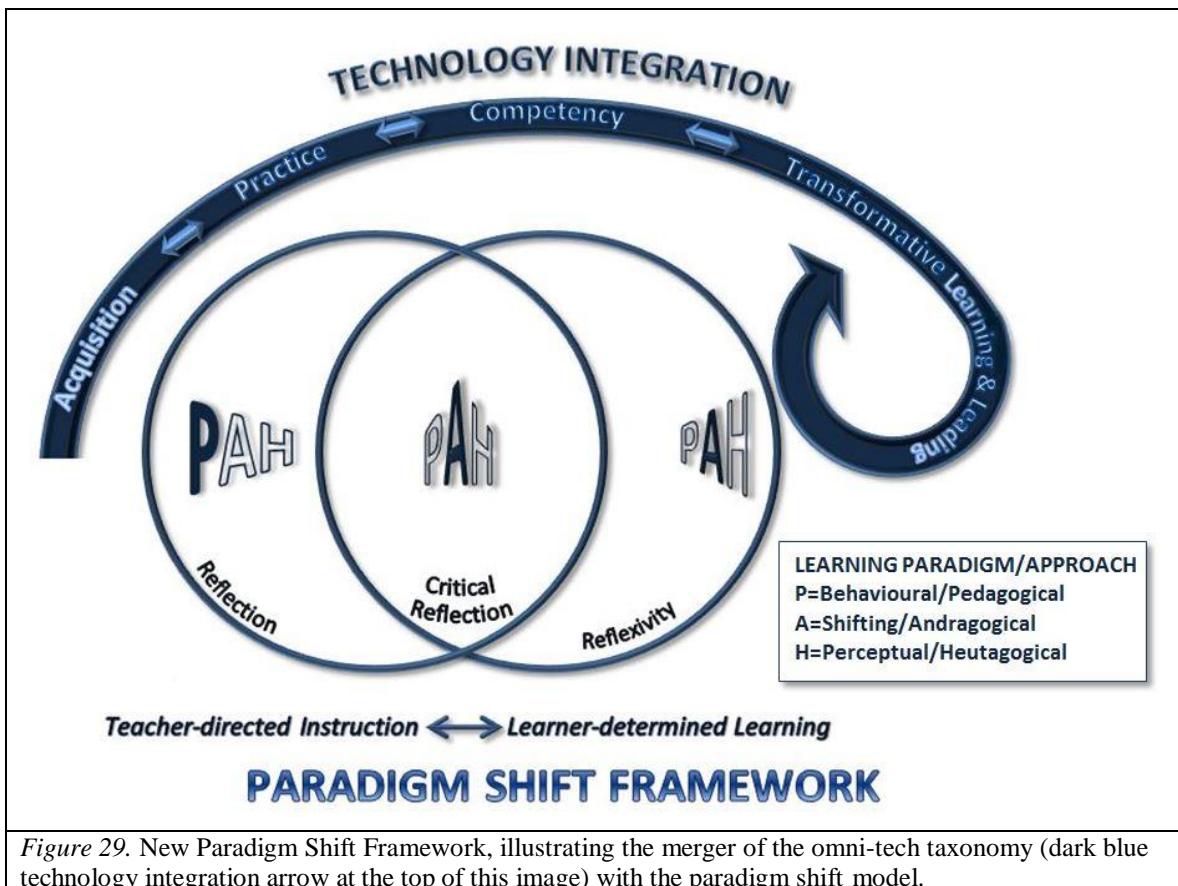 TECHNOLOGY INTEGRATION
Acquisition
Practice
Competency
Transformative Learning & Leading
PAH
PAH
PAH
Reflection
Critical
Reflection
Reflexivity
LEARNING PARADIGM/APPROACH
P=Behavioural/Pedagogical
A=Shifting/Andragogical
H=Perceptual/Heutagogical
Teacher-directed Instruction Learner-determined Learning
PARADIGM SHIFT FRAMEWORK
Figure 29. New Paradigm Shift Framework, illustrating the merger of the omni-tech taxonomy (dark blue
technology integration arrow at the top of this image) with the paradigm shift model.